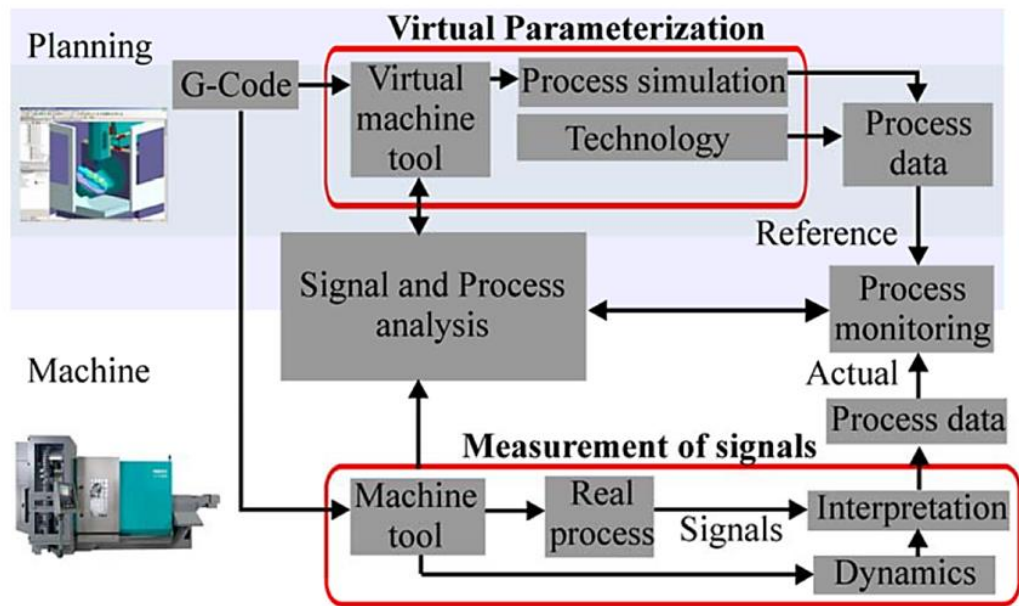 Virtual Parameterization
Planning
G-Code
Virtual
machine
tool
Process simulation
Technology
Process
data
Reference
Signal and Process
analysis
Process
monitoring
Machine
Actual
Process data
Measurement of signals
Machine
tool
Real
process
Signals
Interpretation
Dynamics